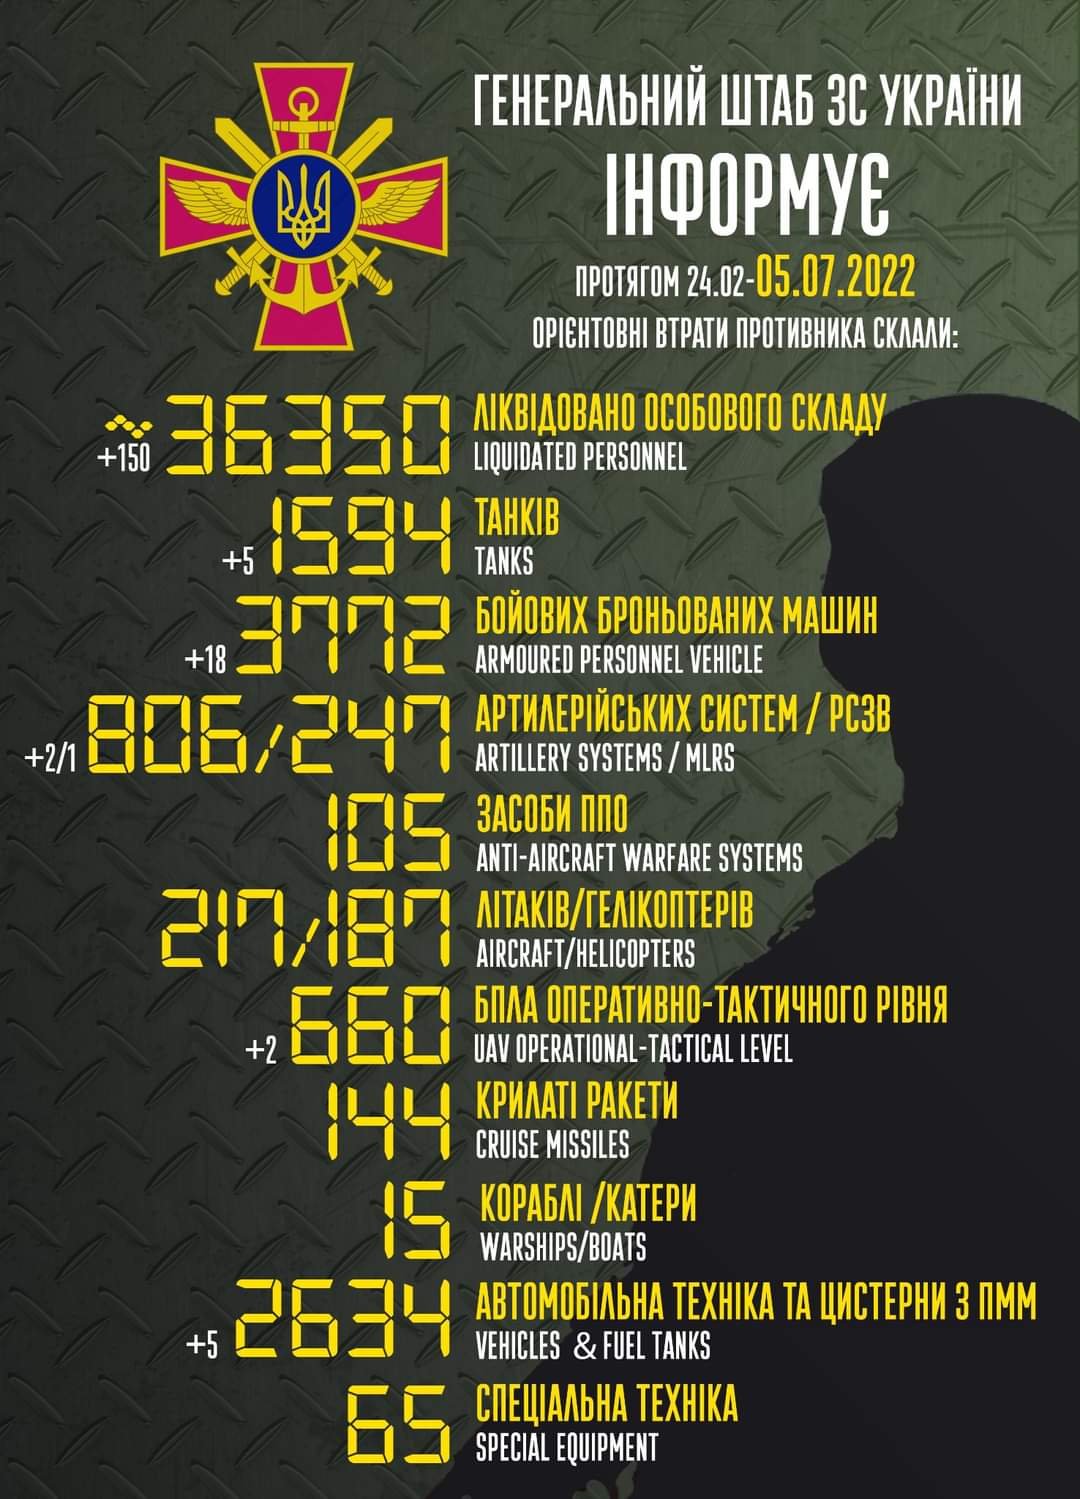 ГЕНЕРАЛЬНИЙ ШТАБ ЗС УКРАЇНИ
ІНФОРМУЄ
ПРОТЯГОМ 24.02-05.07.2022
ОРІЄНТОВНІ ВТРАТИ ПРОТИВНИКА СКЛАЛИ:
~36350 ЛІКВІДОВАНО ОСОБОВОГО СКЛАДУ
+150 LIQUIDATED PERSONNEL
1594 ТАНКІВ
+5 TANKS
3772 БОЙОВИХ БРОНЬОВАНИХ МАШИН
+18 ARMOURED PERSONNEL VEHICLE
806/247 АРТИЛЕРІЙСЬКИХ СИСТЕМ / РСЗВ
+2/1 ARTILLERY SYSTEMS / MLRS
105 ЗАСОБИ ППО
ANTI-AIRCRAFT WARFARE SYSTEMS
217/187 ЛІТАКІВ/ГЕЛІКОПТЕРІВ
AIRCRAFT/HELICOPTERS
660 БПЛА ОПЕРАТИВНО-ТАКТИЧНОГО РІВНЯ
+2 UAV OPERATIONAL-TACTICAL LEVEL
144 КРИЛАТІ РАКЕТИ
CRUISE MISSILES
15 КОРАБЛІ /КАТЕРИ
WARSHIPS/BOATS
2634 АВТОМОБІЛЬНА ТЕХНІКА ТА ЦИСТЕРНИ З ПММ
+5 VEHICLES & FUEL TANKS
65 СПЕЦІАЛЬНА ТЕХНІКА
SPECIAL EQUIPMENT